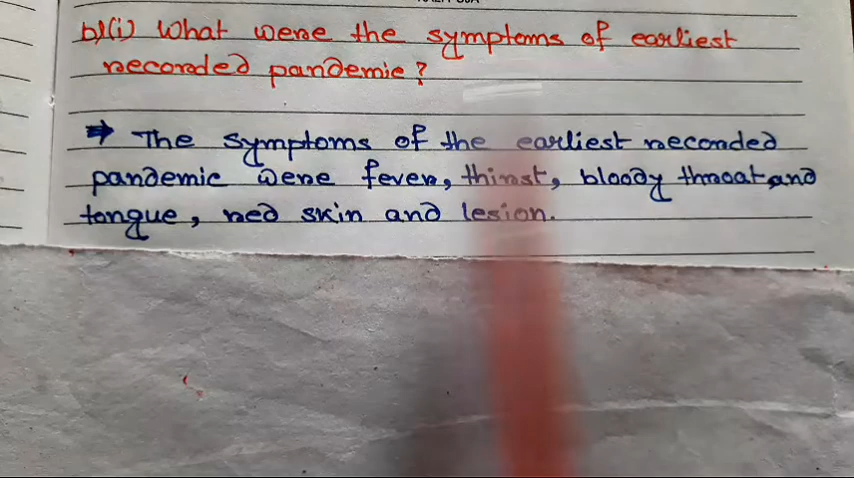 b)(i) What were the symptoms of earliest
recorded pandemic?
➡ The symptoms of the earliest recorded
pandemic were fever, thirst, bloody throat and
tongue, red skin and lesion.